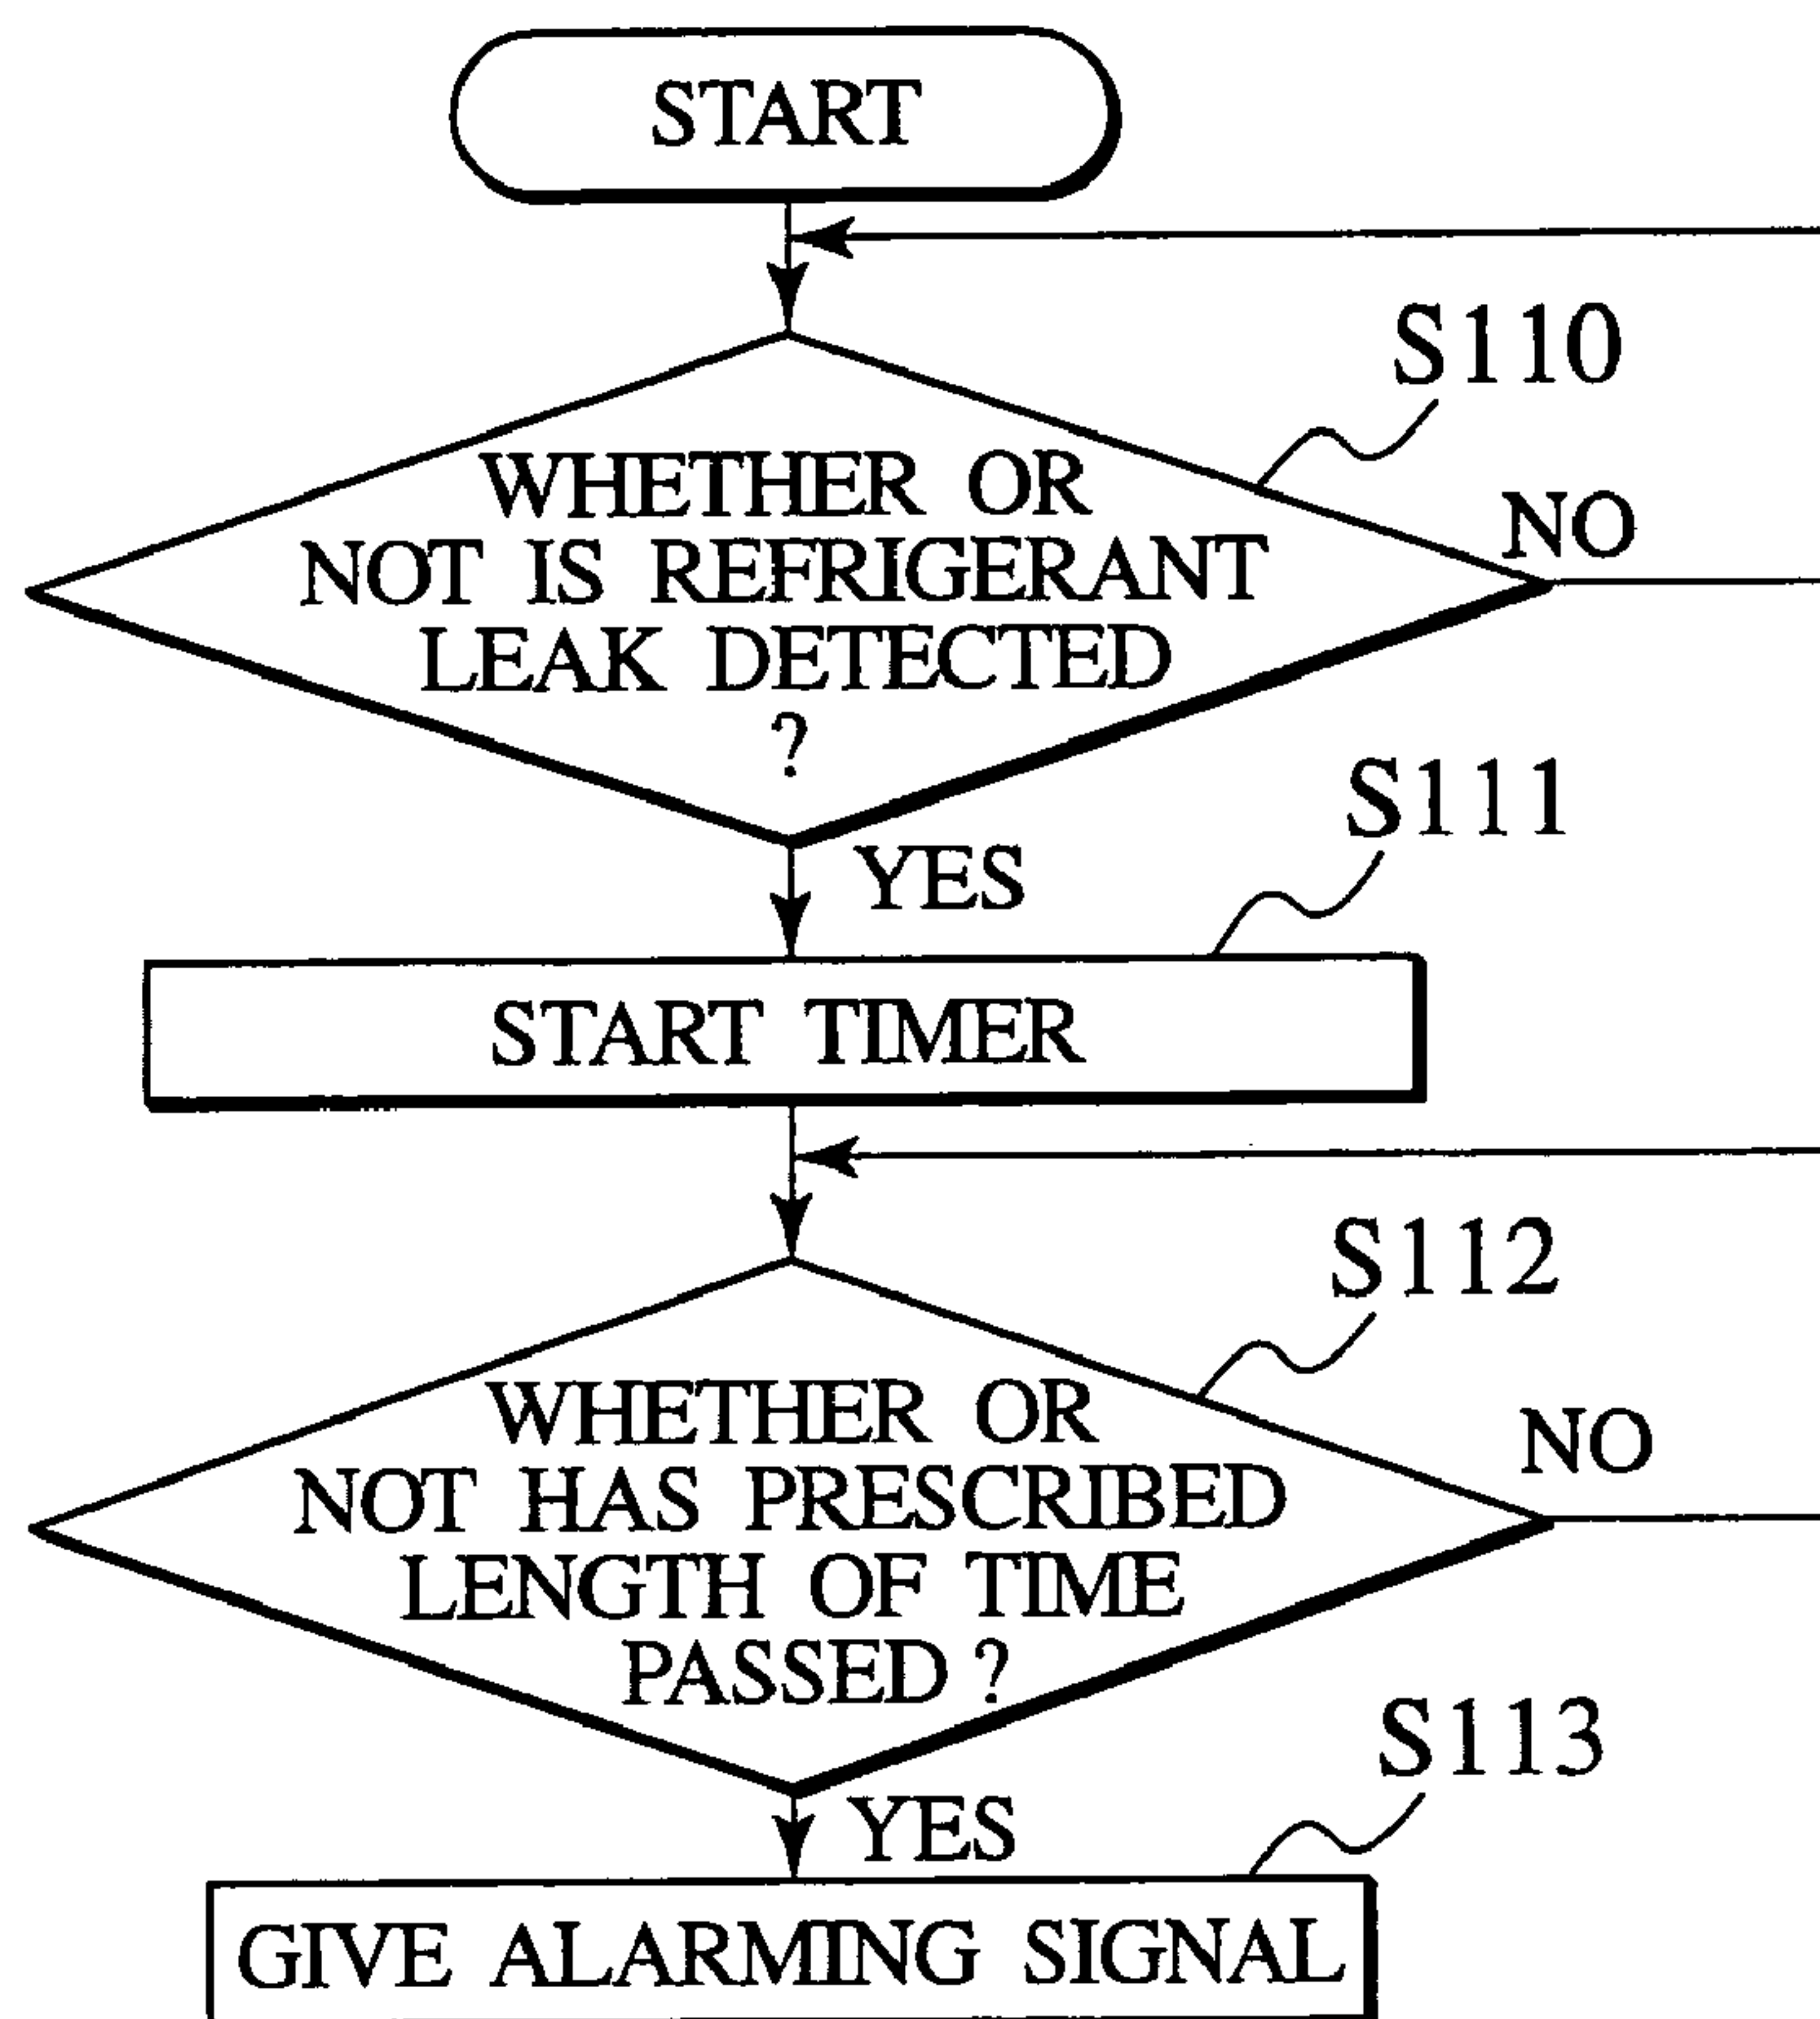 START
S110
WHETHER OR
NOT IS REFRIGERANT
LEAK DETECTED
?
NO
YES
S111
START TIMER
S112
WHETHER OR
NOT HAS PRESCRIBED
LENGTH OF TIME
PASSED ?
NO
YES
S113
GIVE ALARMING SIGNAL